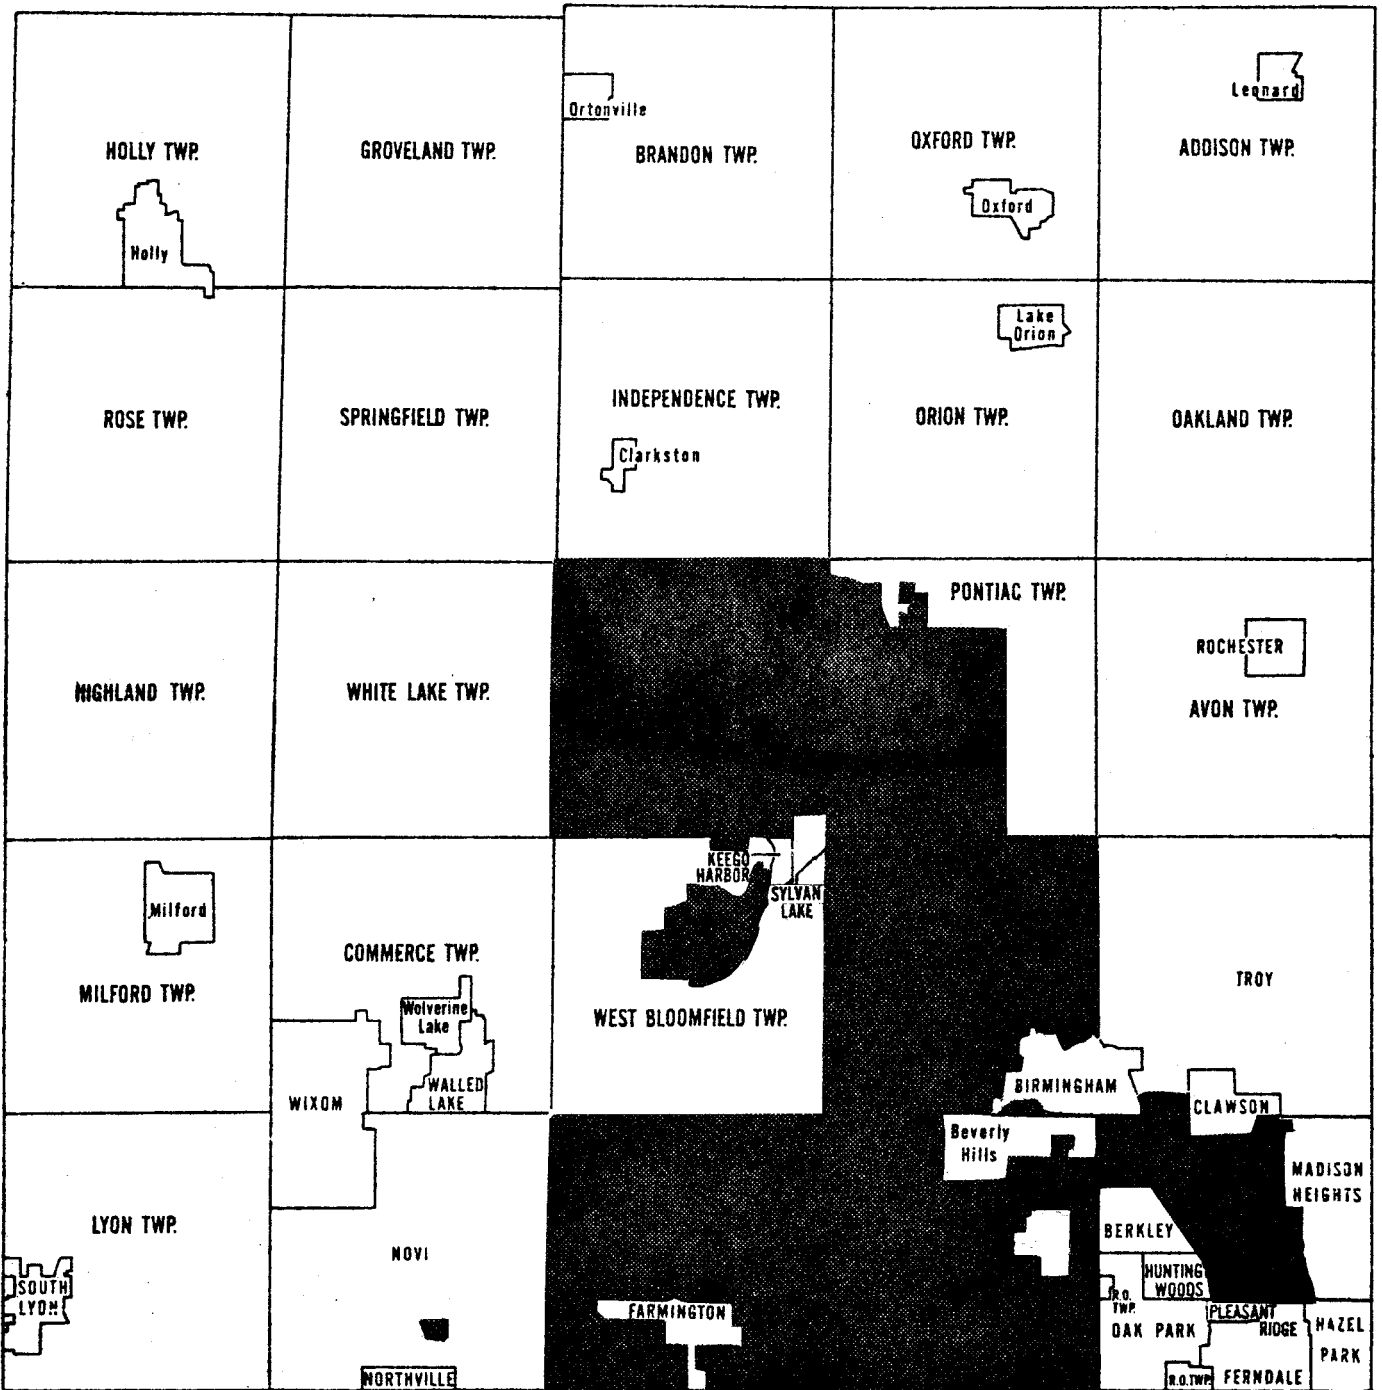 Leonard
Ortonville
HOLLY TWP.
GROVELAND TWP.
BRANDON TWP.
OXFORD TWP.
ADDISON TWP.
Oxford
Holly
Lake
Orion
ROSE TWP.
SPRINGFIELD TWP.
INDEPENDENCE TWP.
ORION TWP.
OAKLAND TWP.
Clarkston
PONTIAC TWP.
ROCHESTER
HIGHLAND TWP.
WHITE LAKE TWP.
AVON TWP.
KEEGO
HARBOR
SYLVAN
LAKE
Milford
COMMERCE TWP.
MILFORD TWP.
TROY
Wolverine
Lake
WEST BLOOMFIELD TWP.
WALLED
LAKE
WIXOM
BIRMINGHAM
CLAWSON
Beverly
Hills
MADISON
HEIGHTS
LYON TWP.
NOVI
BERKLEY
SOUTH
LYON
HUNTING
WOODS
R.O.
TWP.
FARMINGTON
PLEASANT
RIDGE
OAK PARK
HAZEL
PARK
NORTHVILLE
R.O.TWP.
FERNDALE